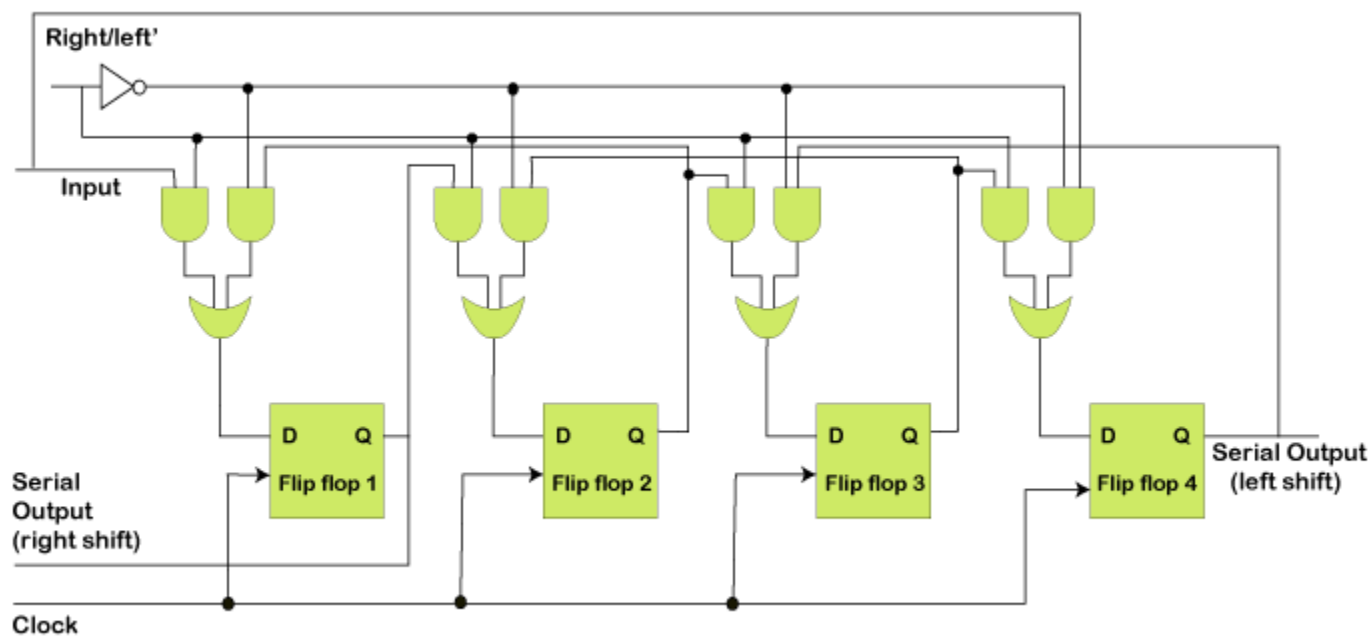 Right/left’
Input
D Q
Flip flop 1
D Q
Flip flop 2
D Q
Flip flop 3
D Q
Flip flop 4
Serial Output
(left shift)
Serial
Output
(right shift)
Clock